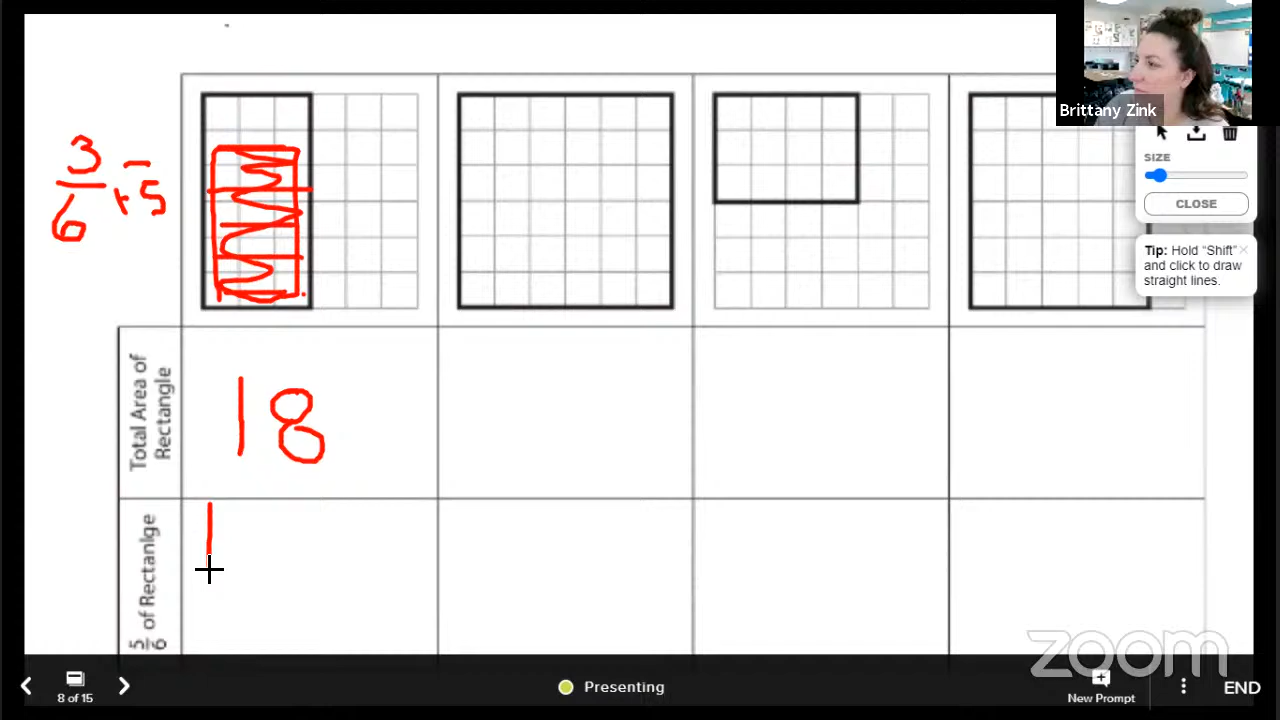 Brittany Zink
SIZE
CLOSE
Tip: Hold "Shift"
and click to draw
straight lines.
3
6
Total Area of
Rectangle
18
5
6 of Rectanlge
zoom
8 of 15
Presenting
New Prompt
END